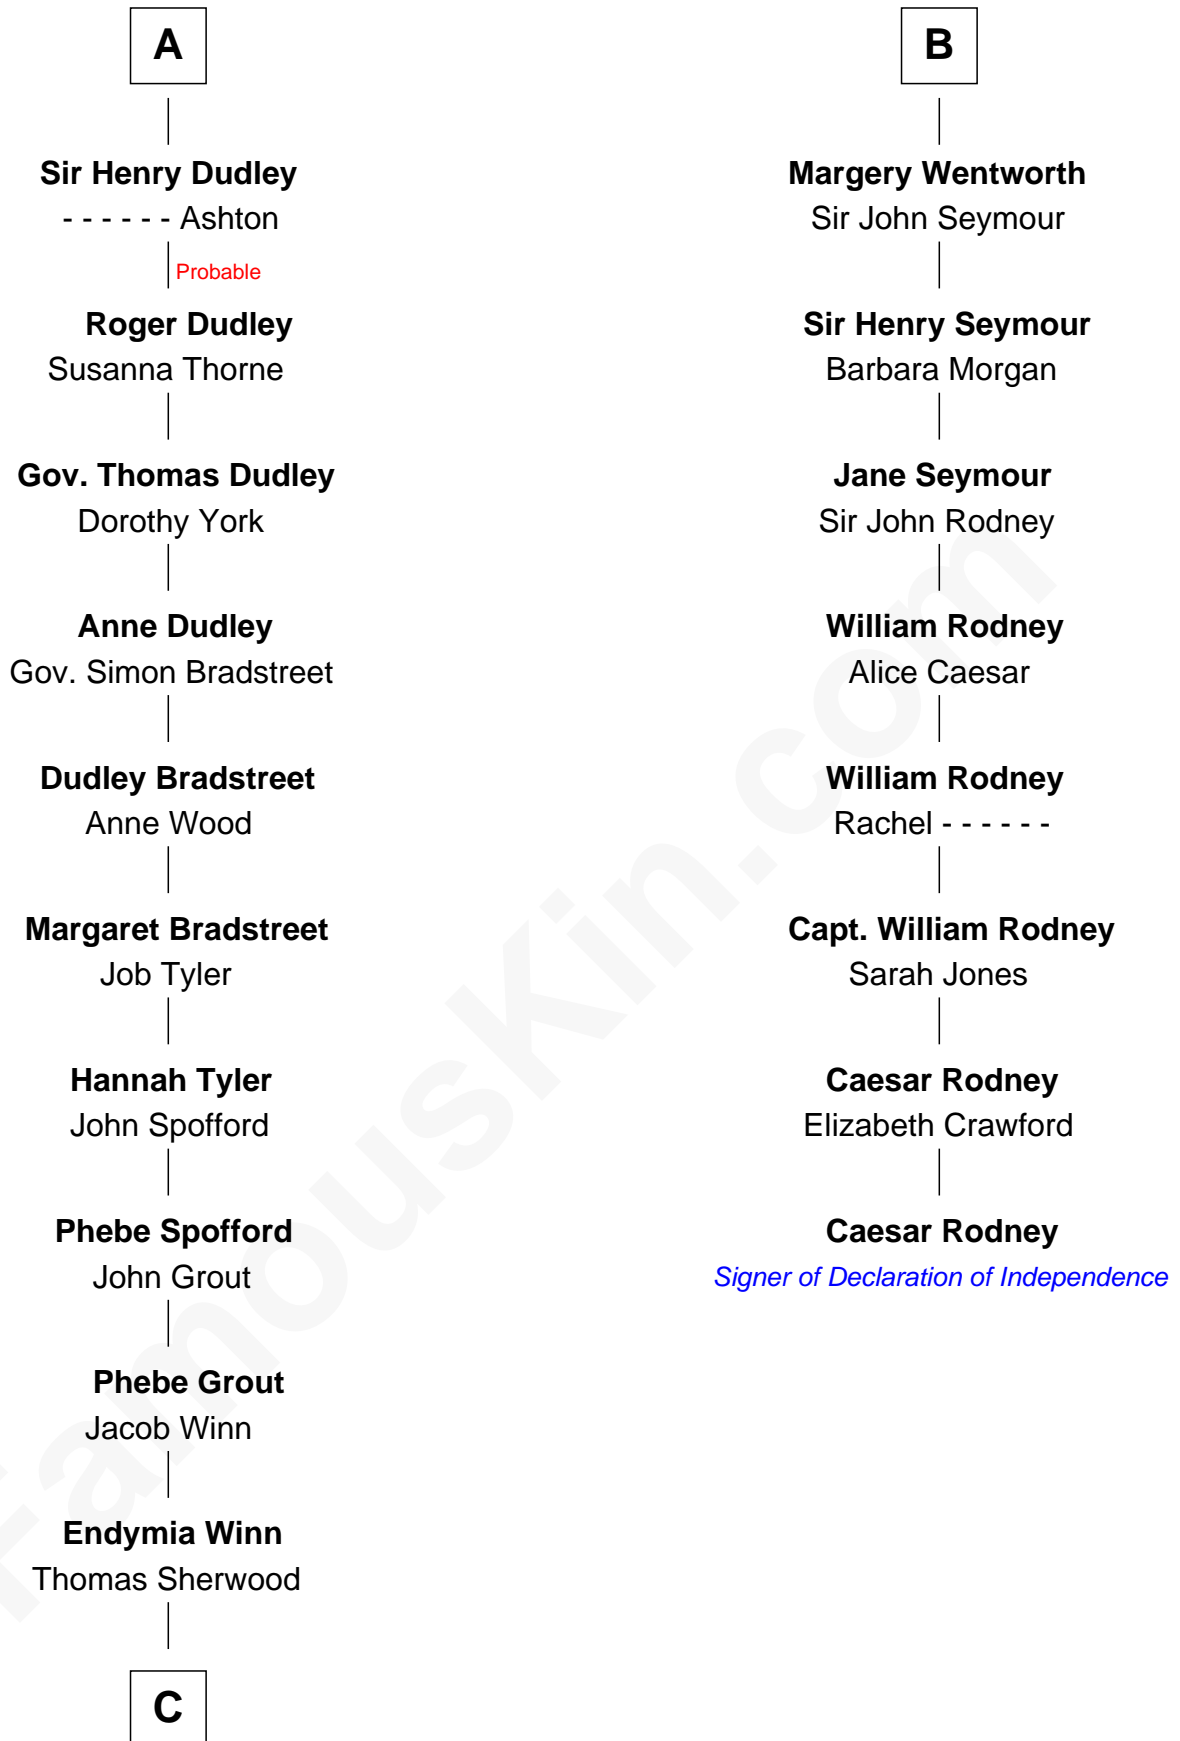 A
Sir Henry Dudley
- - - - - - Ashton
Probable
Roger Dudley
Susanna Thorne
Gov. Thomas Dudley
Dorothy York
Anne Dudley
Gov. Simon Bradstreet
Dudley Bradstreet
Anne Wood
Margaret Bradstreet
Job Tyler
Hannah Tyler
John Spofford
Phebe Spofford
John Grout
Phebe Grout
Jacob Winn
Endymia Winn
Thomas Sherwood
C
B
Margery Wentworth
Sir John Seymour
Sir Henry Seymour
Barbara Morgan
Jane Seymour
Sir John Rodney
William Rodney
Alice Caesar
William Rodney
Rachel - - - - - -
Capt. William Rodney
Sarah Jones
Caesar Rodney
Elizabeth Crawford
Caesar Rodney
Signer of Declaration of Independence
FamousKin.com